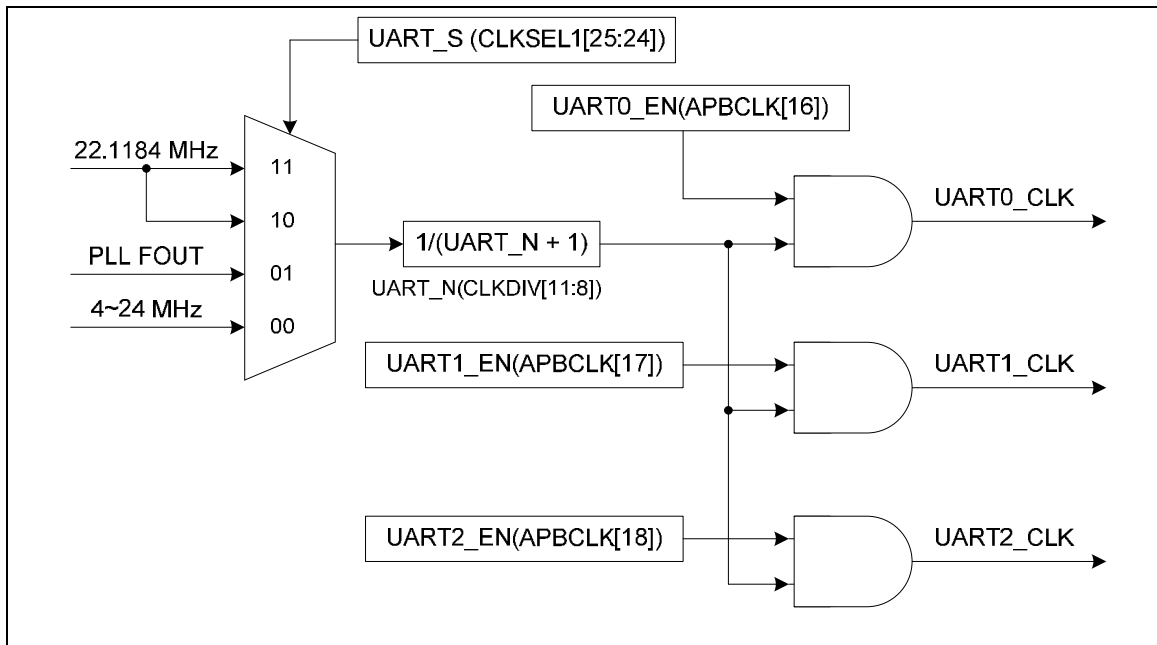 UART_S (CLKSEL1[25:24])
UART0_EN(APBCLK[16])
22.1184 MHz
11
10
PLL FOUT
01
4~24 MHz
00
1/(UART_N + 1)
UART_N(CLKDIV[11:8])
UART0_CLK
UART1_EN(APBCLK[17])
UART1_CLK
UART2_EN(APBCLK[18])
UART2_CLK